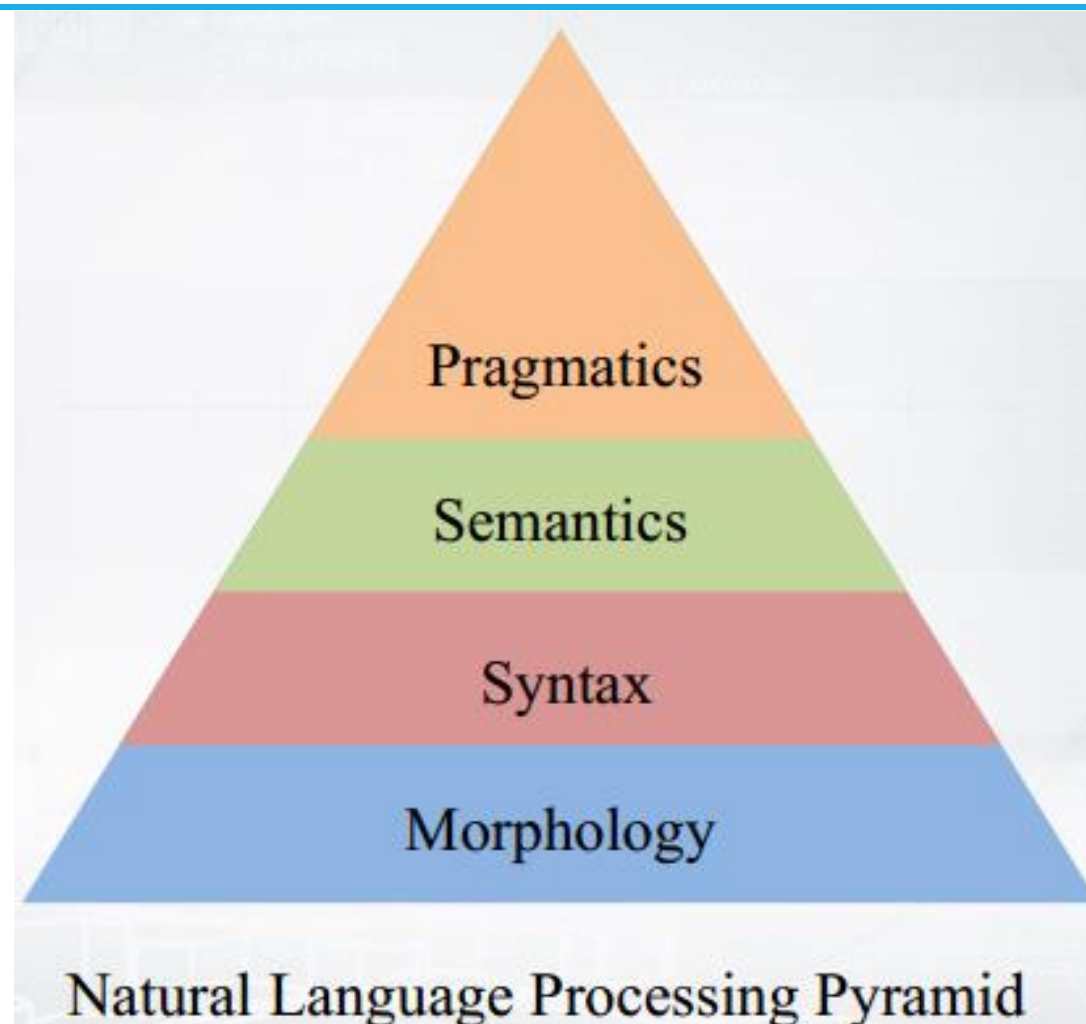 Pragmatics
Semantics
Syntax
Morphology
Natural Language Processing Pyramid